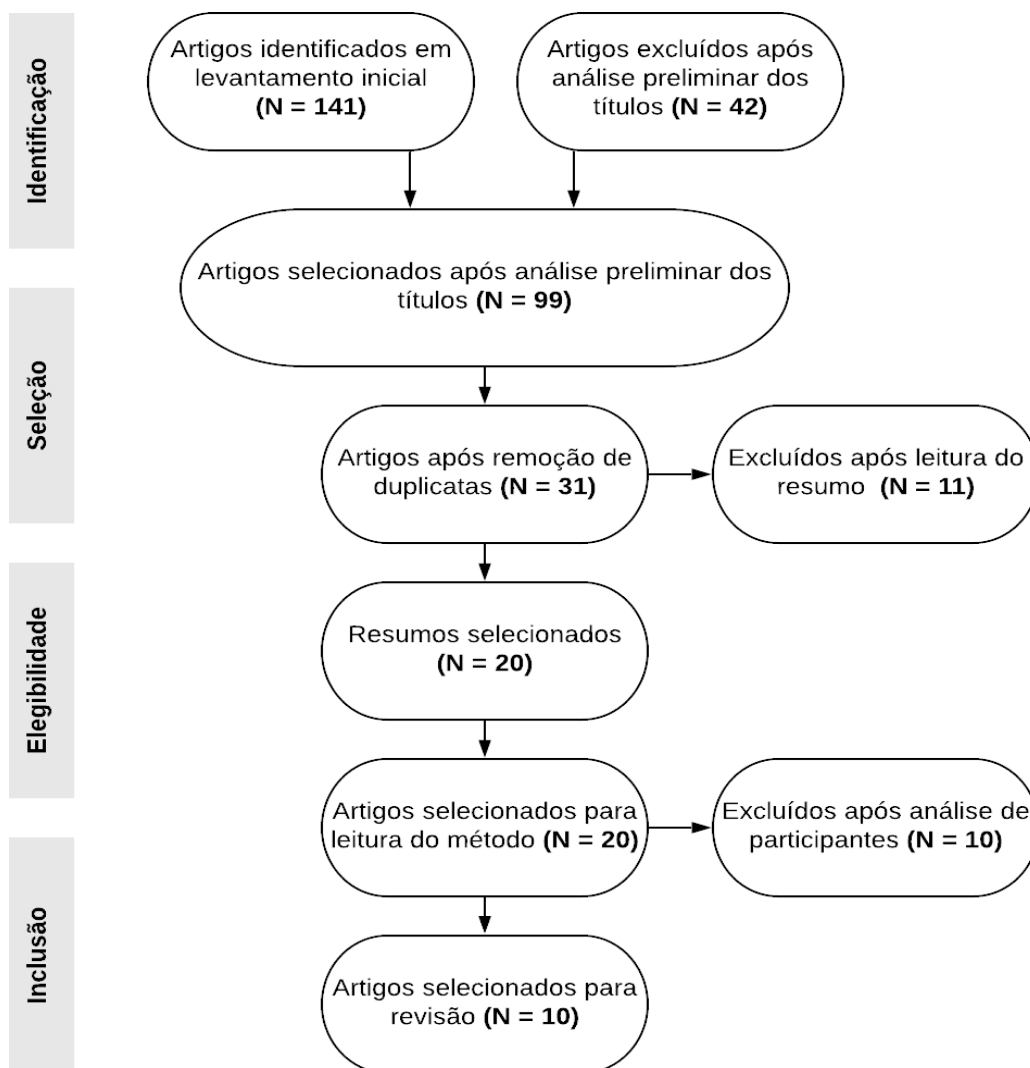 Identificação
Artigos identificados em
levantamento inicial
(N = 141)
Artigos excluídos após
análise preliminar dos
títulos (N = 42)
Artigos selecionados após análise preliminar dos
títulos (N = 99)
Seleção
Artigos após remoção de
duplicatas (N = 31)
Excluídos após leitura do
resumo (N = 11)
Elegibilidade
Resumos selecionados
(N = 20)
Artigos selecionados para
leitura do método (N = 20)
Excluídos após análise de
participantes (N = 10)
Inclusão
Artigos selecionados para
revisão (N = 10)